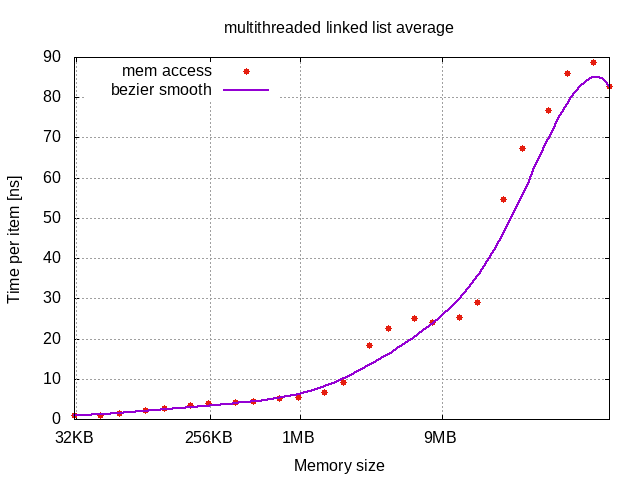 multithreaded linked list average
mem access
bezier smooth
Time per item [ns]
90
80
70
60
50
40
30
20
10
0
32KB 256KB 1MB 9MB
Memory size